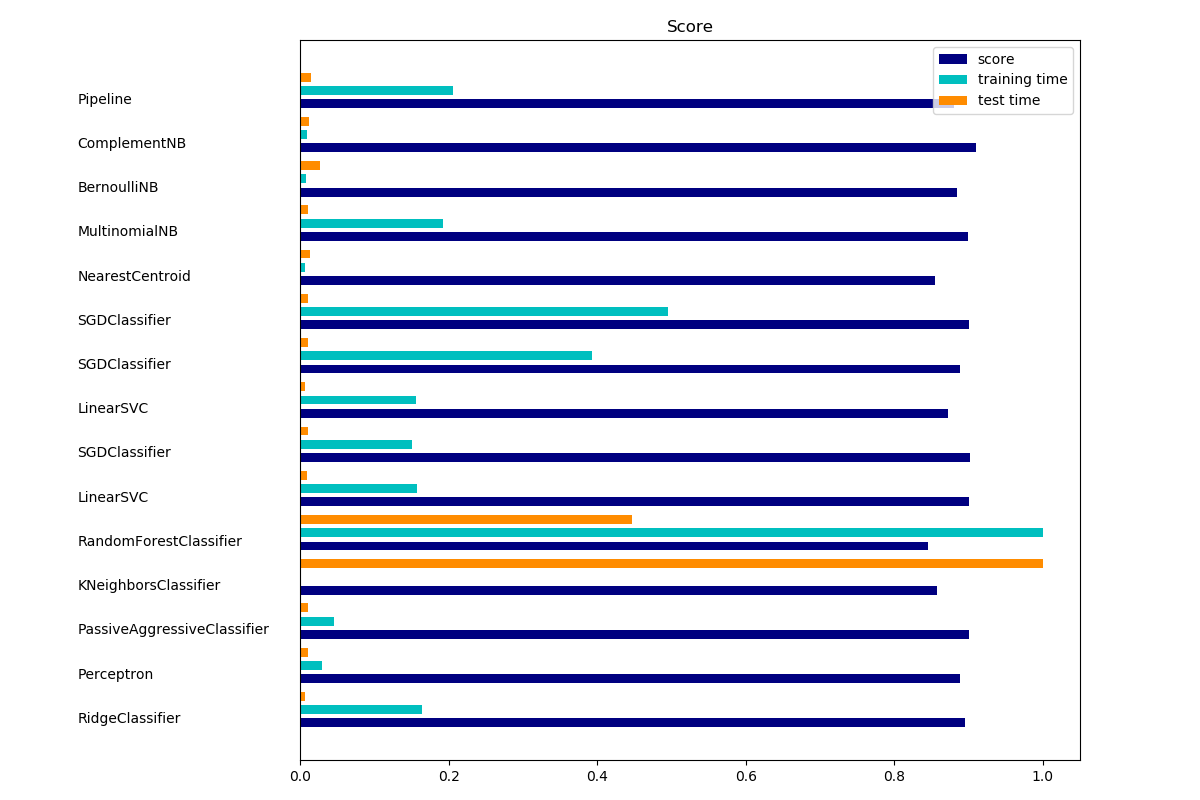 Score
score
training time
test time
Pipeline
ComplementNB
BernoulliNB
MultinomialNB
NearestCentroid
SGDClassifier
SGDClassifier
LinearSVC
SGDClassifier
LinearSVC
RandomForestClassifier
KNeighborsClassifier
PassiveAggressiveClassifier
Perceptron
RidgeClassifier
0.0 0.2 0.4 0.6 0.8 1.0